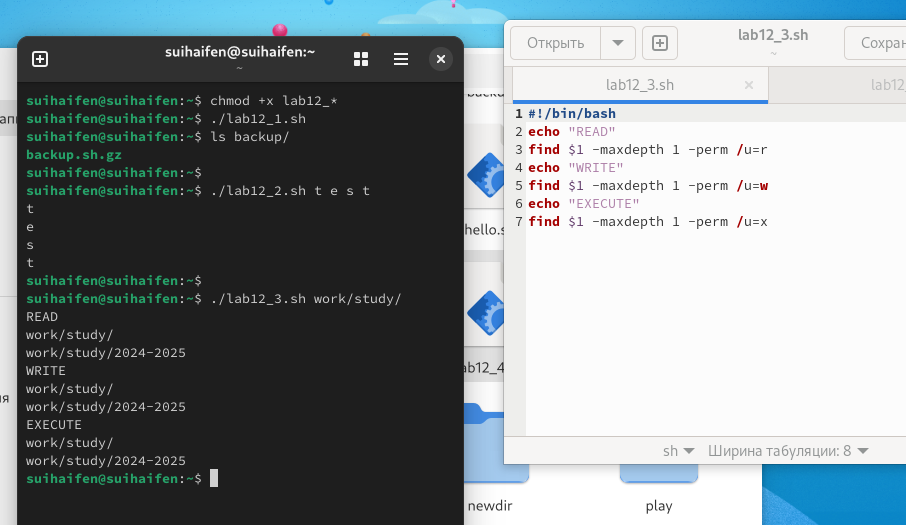 suihaifen@suihaifen:~
~
suihaifen@suihaifen:~$ chmod +x lab12_*
suihaifen@suihaifen:~$ ./lab12_1.sh
suihaifen@suihaifen:~$ ls backup/
backup.sh.gz
suihaifen@suihaifen:~$
suihaifen@suihaifen:~$ ./lab12_2.sh t e s t
t
e
s
t
suihaifen@suihaifen:~$
suihaifen@suihaifen:~$ ./lab12_3.sh work/study/
READ
work/study/
work/study/2024-2025
WRITE
work/study/
work/study/2024-2025
EXECUTE
work/study/
work/study/2024-2025
suihaifen@suihaifen:~$
hello.s
ab12_4
newdir
play
Открыть
lab12_3.sh
~
Сохран
lab12_3.sh
lab12
1 #!/bin/bash
2 echo "READ"
3 find $1 -maxdepth 1 -perm /u=r
4 echo "WRITE"
5 find $1 -maxdepth 1 -perm /u=w
6 echo "EXECUTE"
7 find $1 -maxdepth 1 -perm /u=x
sh
Ширина табуляции: 8